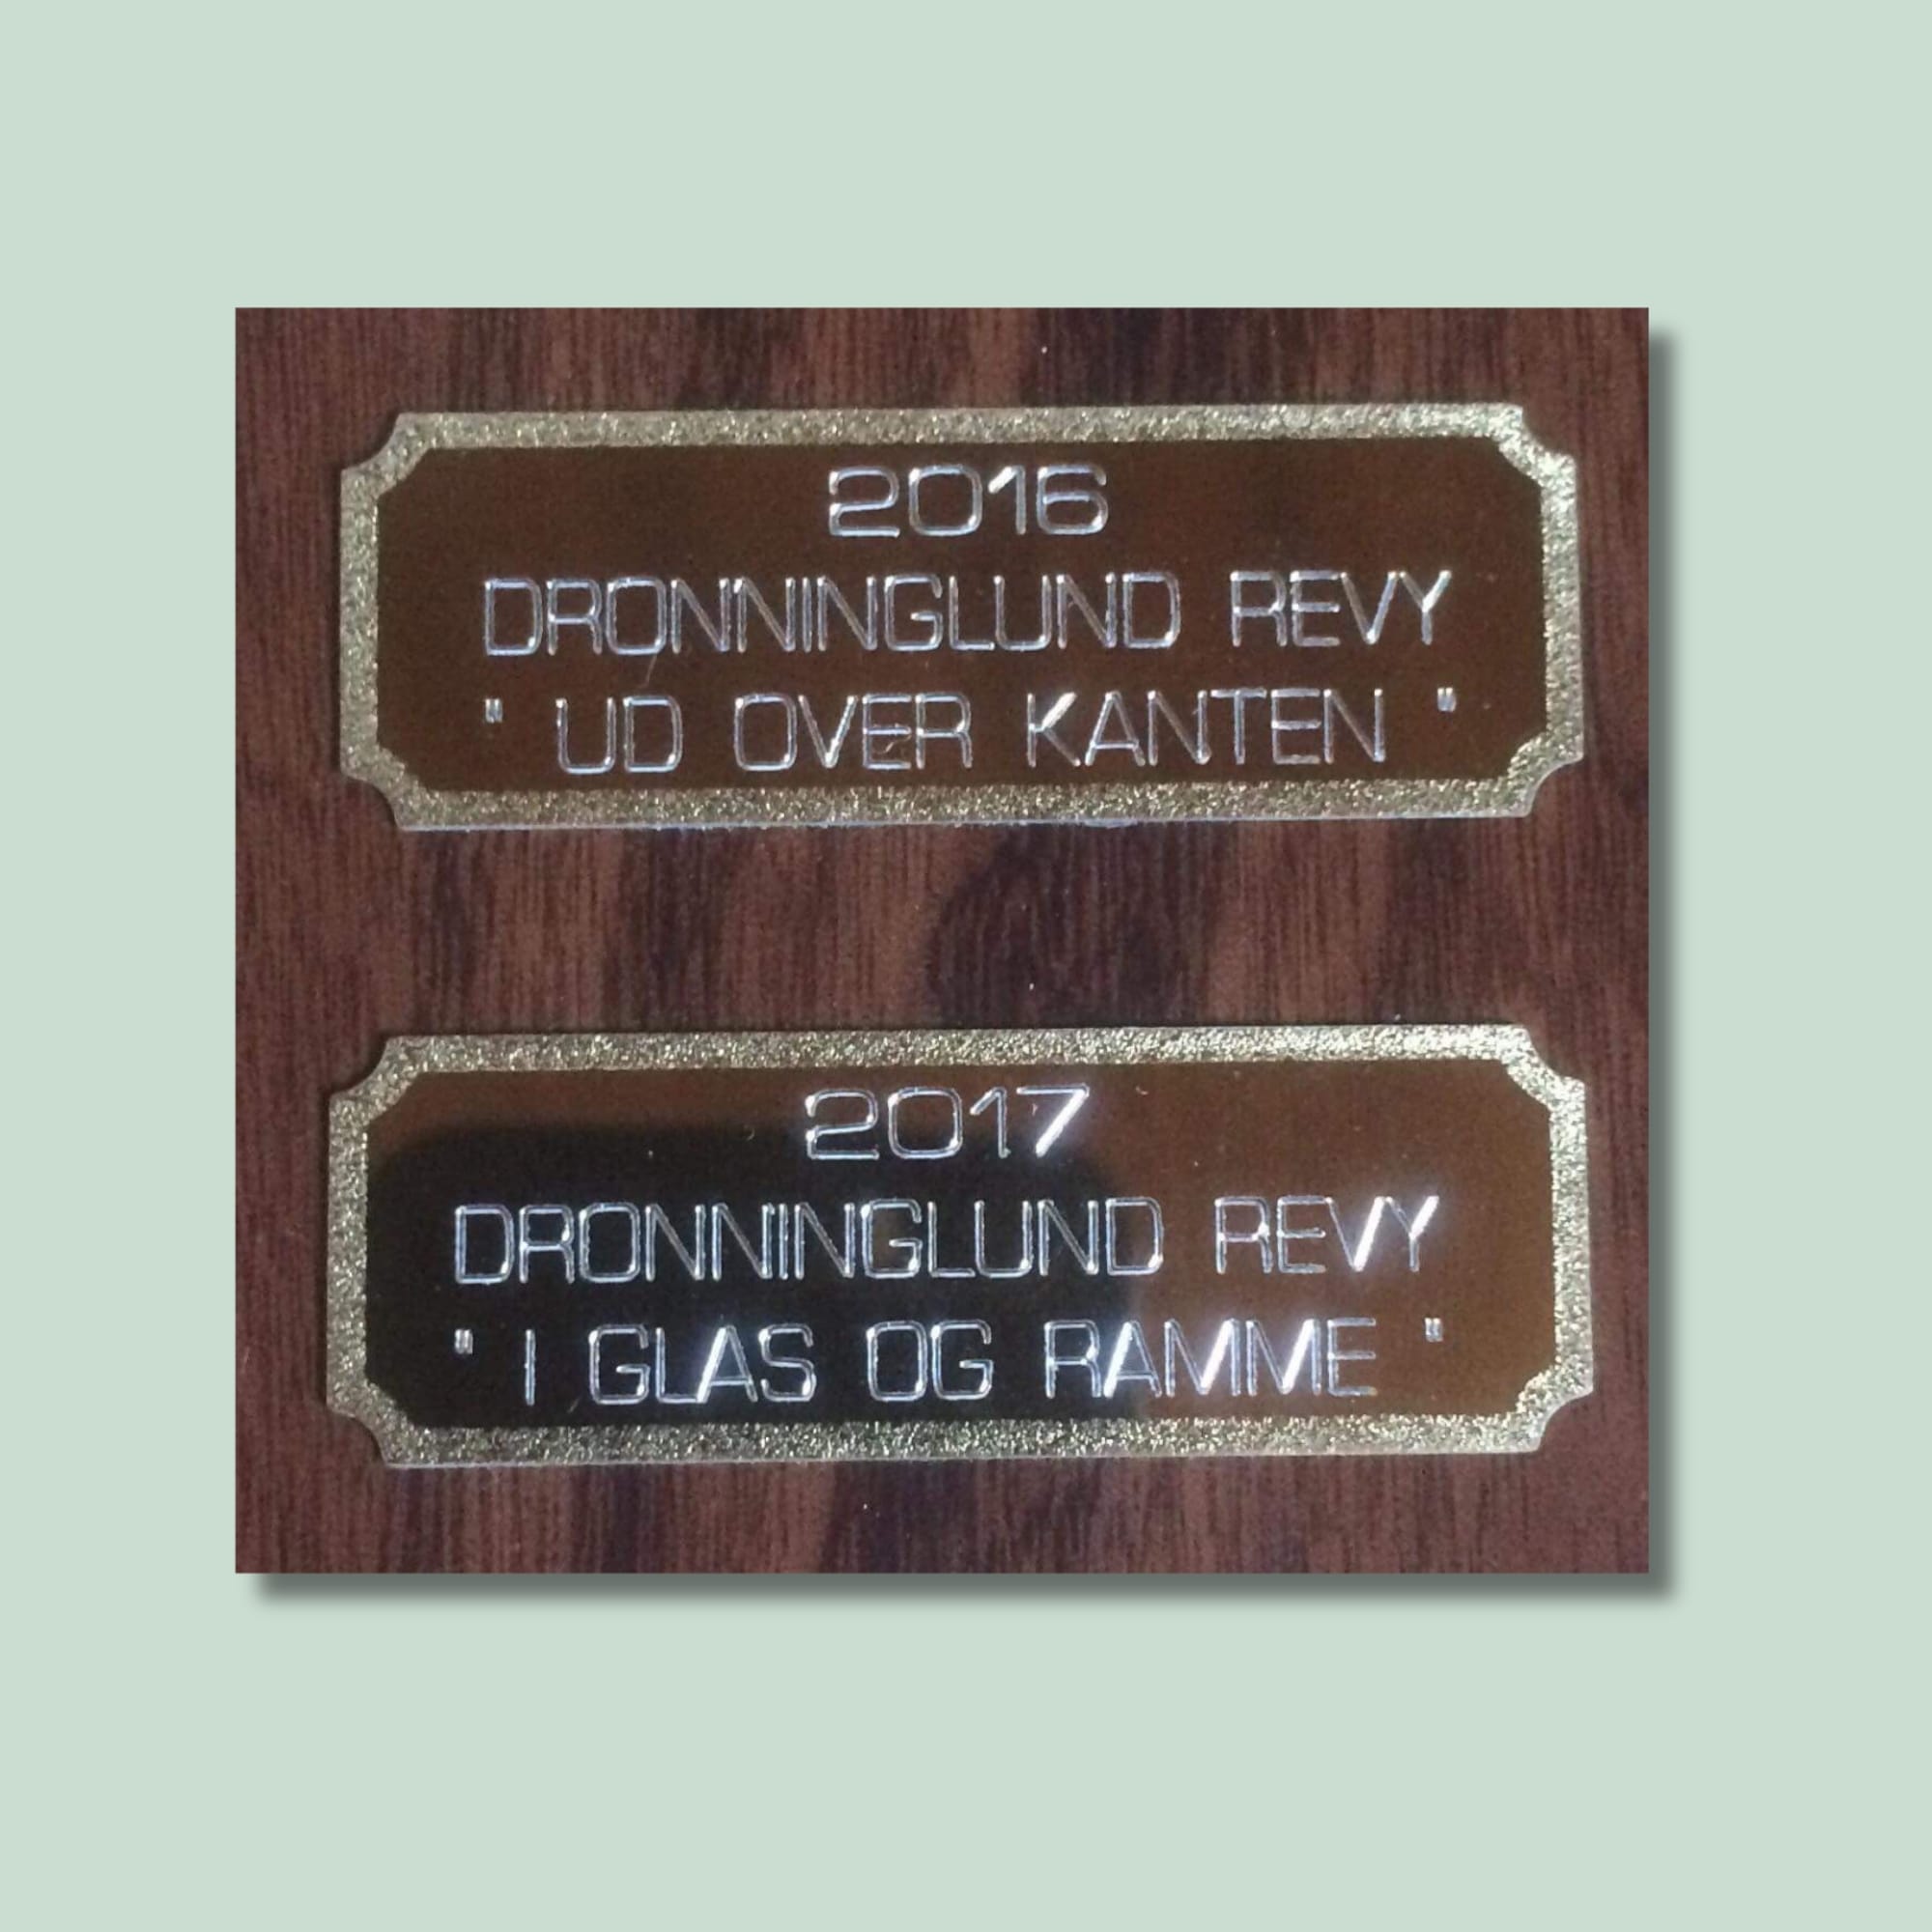 2016
DRONNINGLUND REVY
" UD OVER KANTEN "
2017
DRONNINGLUND REVY
" I GLAS OG RAMME "